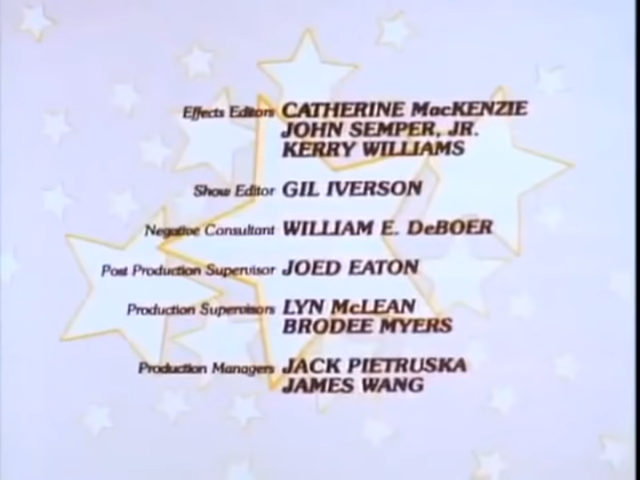 Effects Editors CATHERINE MacKENZIE
JOHN SEMPER, JR.
KERRY WILLIAMS
Show Editor GIL IVERSON
Negative Consultant WILLIAM E. DeBOER
Post Production Supervisor JOED EATON
Production Supervisors LYN McLEAN
BRODEE MYERS
Production Managers JACK PIETRUSKA
JAMES WANG